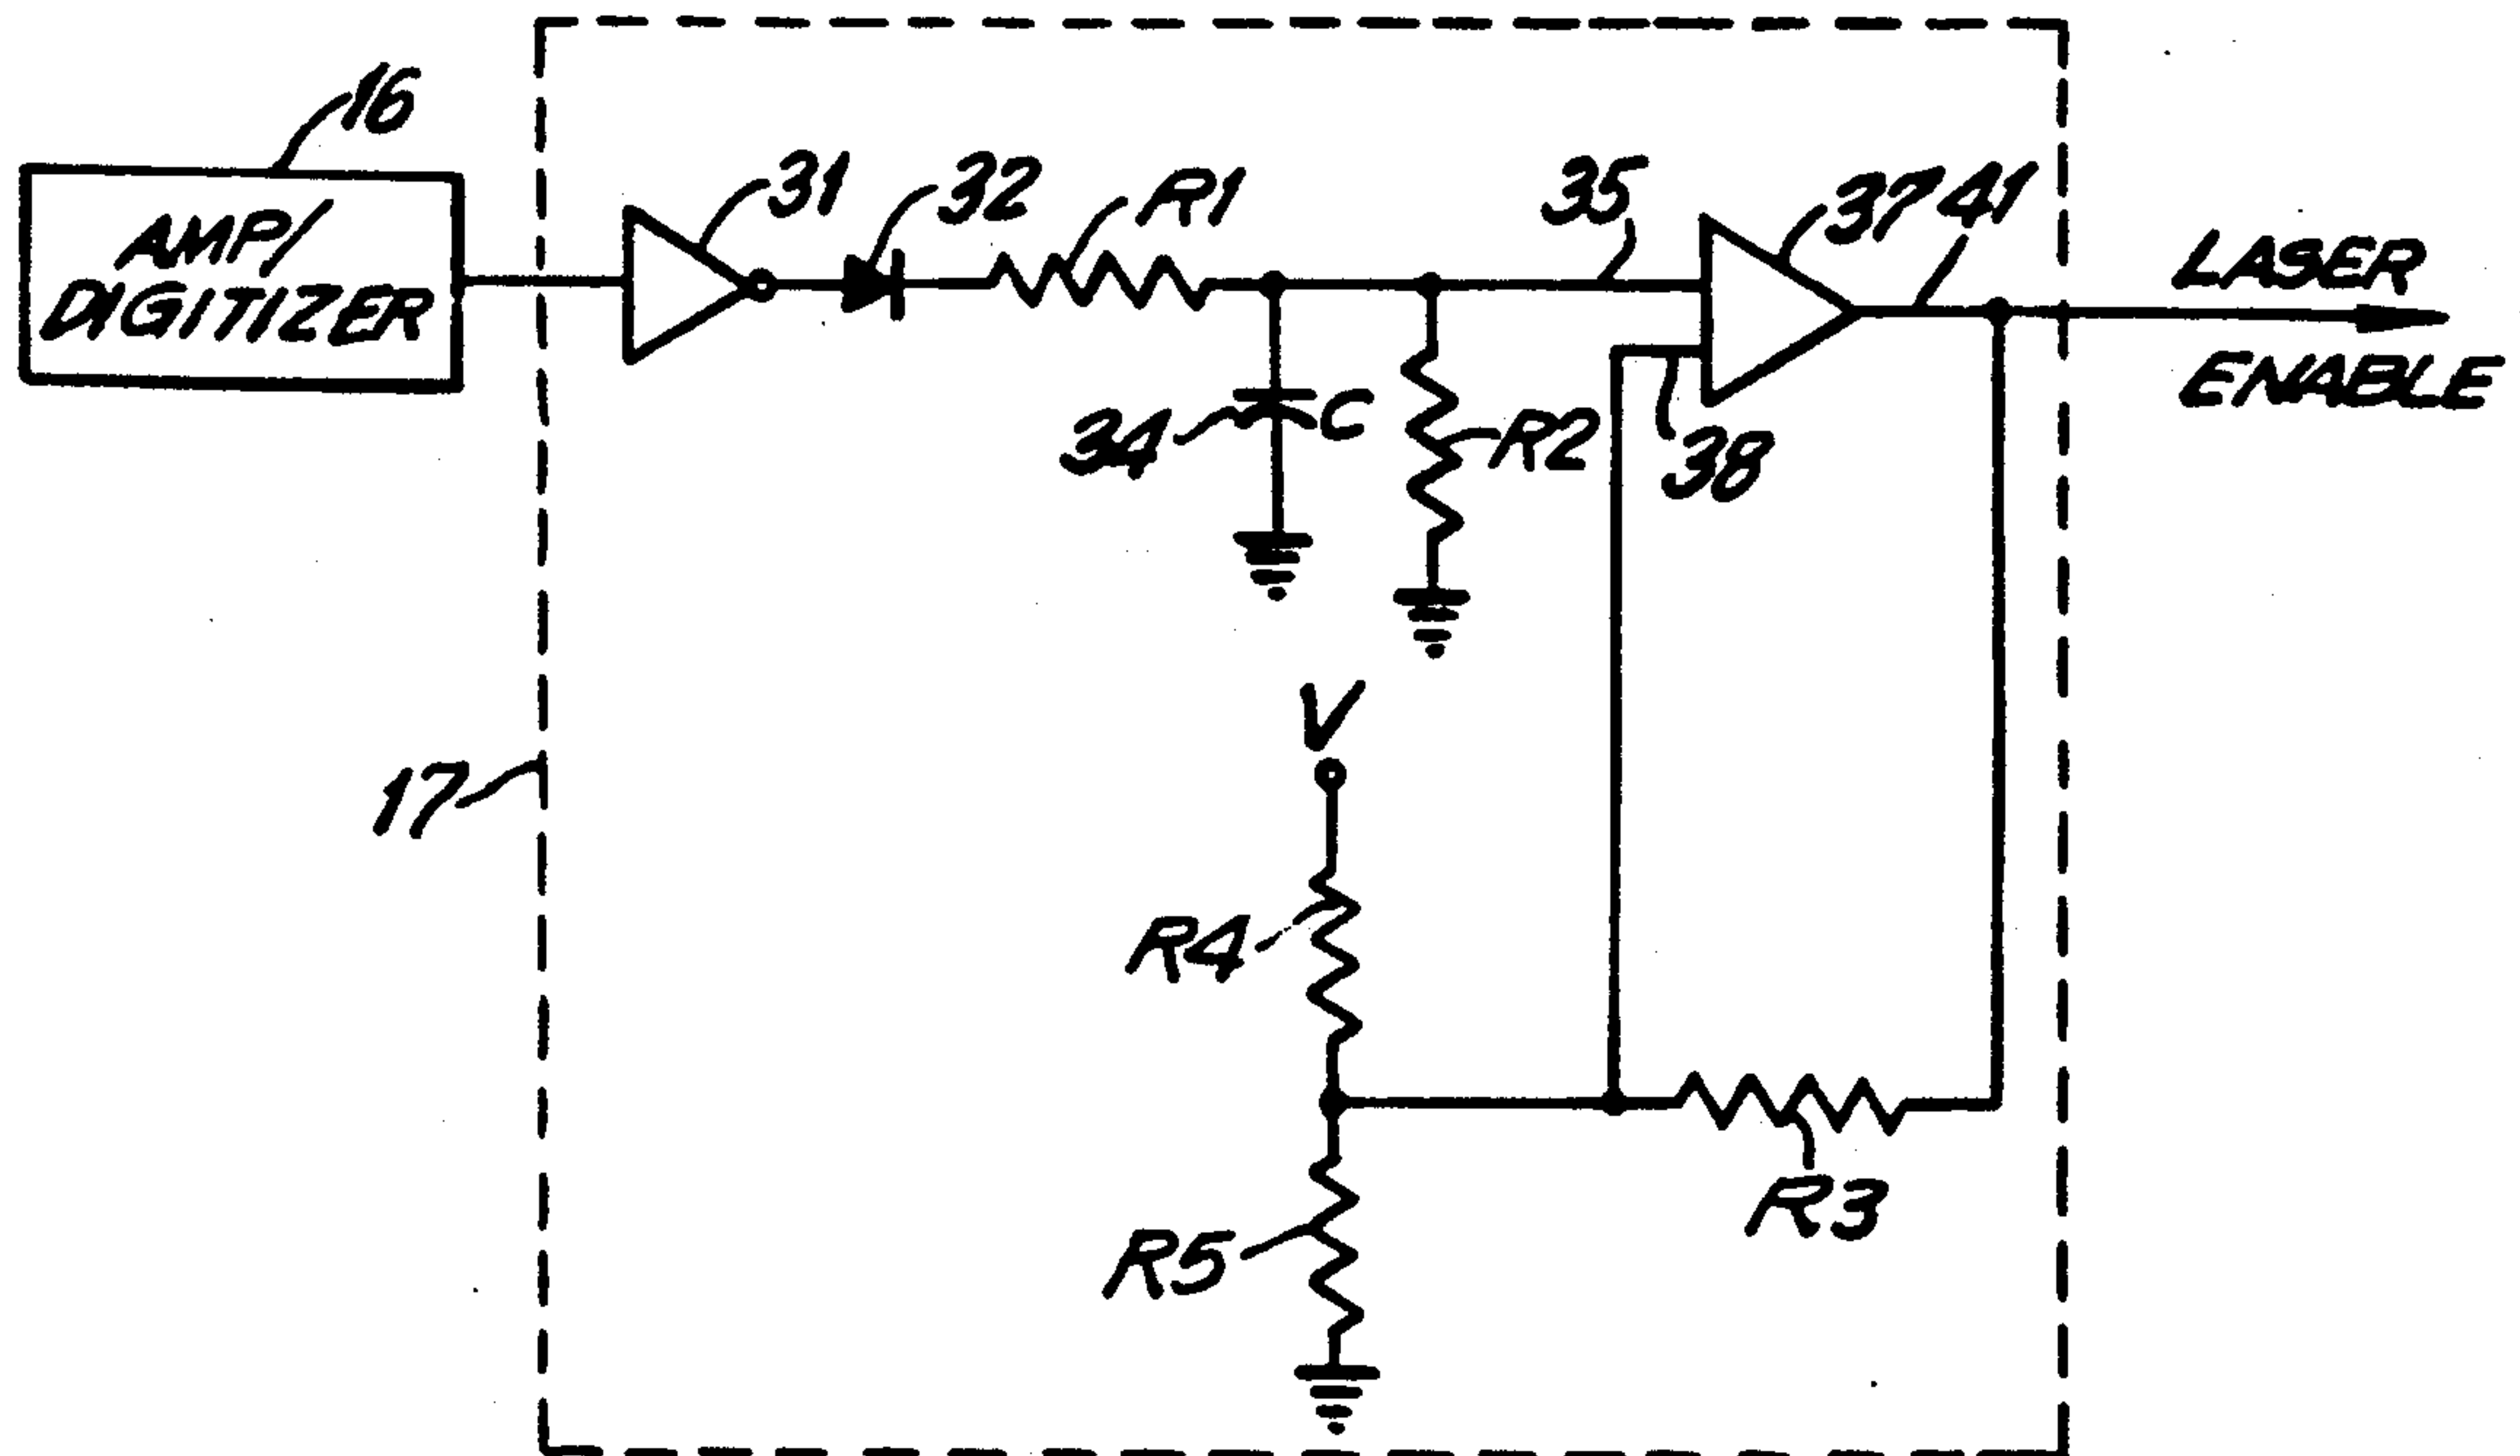 16
AMP/
DIGITIZER
31
32
R1
35
37
41
LASER
ENABLE
34
C
R2
38
17
V
R4
R5
R3